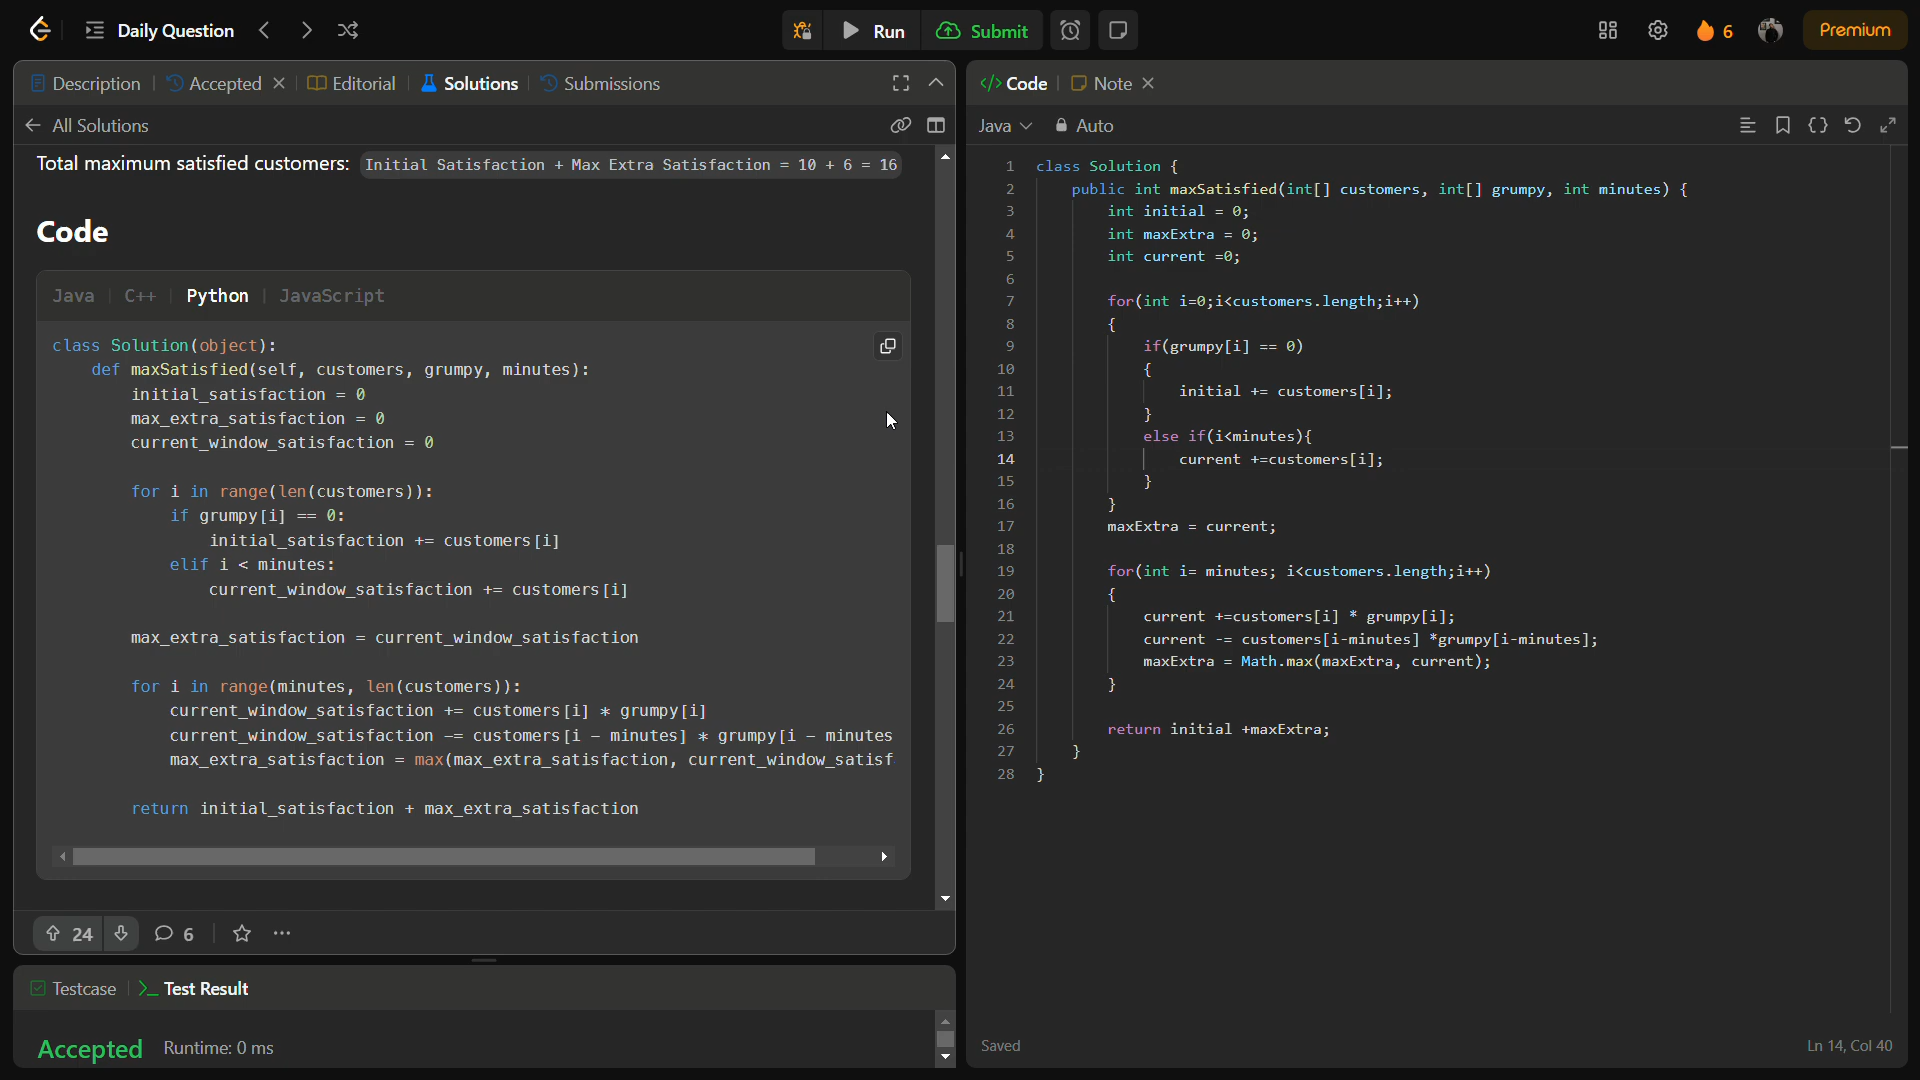 Daily Question
Run
Submit
6
Premium
Description
Accepted
Editorial
Solutions
Submissions
All Solutions
Total maximum satisfied customers: Initial Satisfaction + Max Extra Satisfaction = 10 + 6 = 16
Code
Java
C++
Python
JavaScript
class Solution(object):
def maxSatisfied(self, customers, grumpy, minutes):
initial_satisfaction = 0
max_extra_satisfaction = 0
current_window_satisfaction = 0
for i in range(len(customers)):
if grumpy[i] == 0:
initial_satisfaction += customers[i]
elif i < minutes:
current_window_satisfaction += customers[i]
max_extra_satisfaction = current_window_satisfaction
for i in range(minutes, len(customers)):
current_window_satisfaction += customers[i] * grumpy[i]
current_window_satisfaction -= customers[i - minutes] * grumpy[i - minutes
max_extra_satisfaction = max(max_extra_satisfaction, current_window_satisf
return initial_satisfaction + max_extra_satisfaction
24
6
Testcase
Test Result
Accepted
Runtime: 0 ms
Code
Note
Java
Auto
1 class Solution {
2 public int maxSatisfied(int[] customers, int[] grumpy, int minutes) {
3 int initial = 0;
4 int maxExtra = 0;
5 int current =0;
6
7 for(int i=0;i<customers.length;i++)
8 {
9 if(grumpy[i] == 0)
10 {
11 initial += customers[i];
12 }
13 else if(i<minutes){
14 current +=customers[i];
15 }
16 }
17 maxExtra = current;
18
19 for(int i= minutes; i<customers.length;i++)
20 {
21 current +=customers[i] * grumpy[i];
22 current -= customers[i-minutes] *grumpy[i-minutes];
23 maxExtra = Math.max(maxExtra, current);
24 }
25
26 return initial +maxExtra;
27 }
28 }
Saved
Ln 14, Col 40